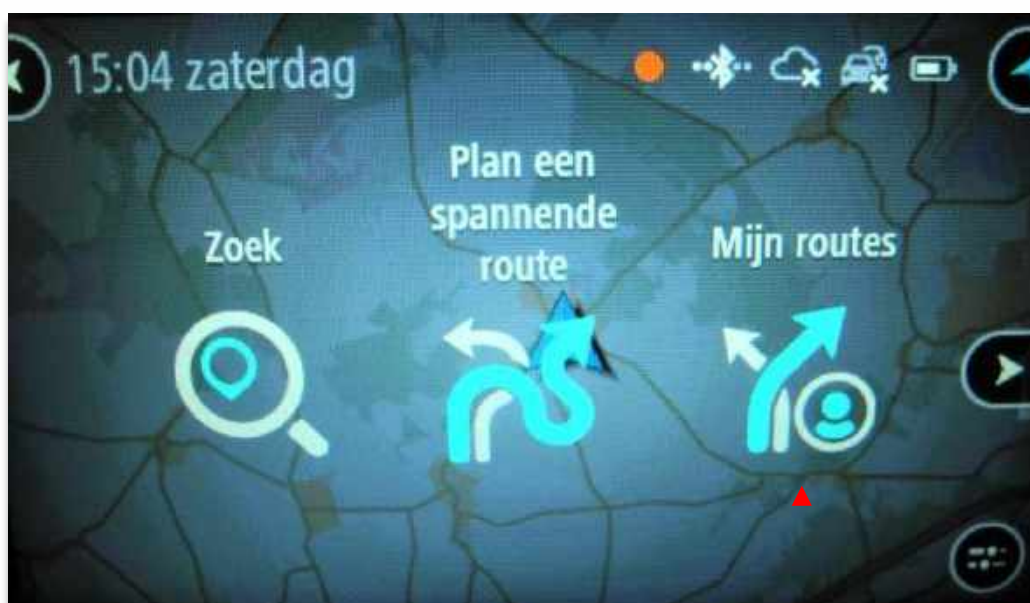 15:04 zaterdag
Plan een
spannende
route
Zoek
Mijn routes